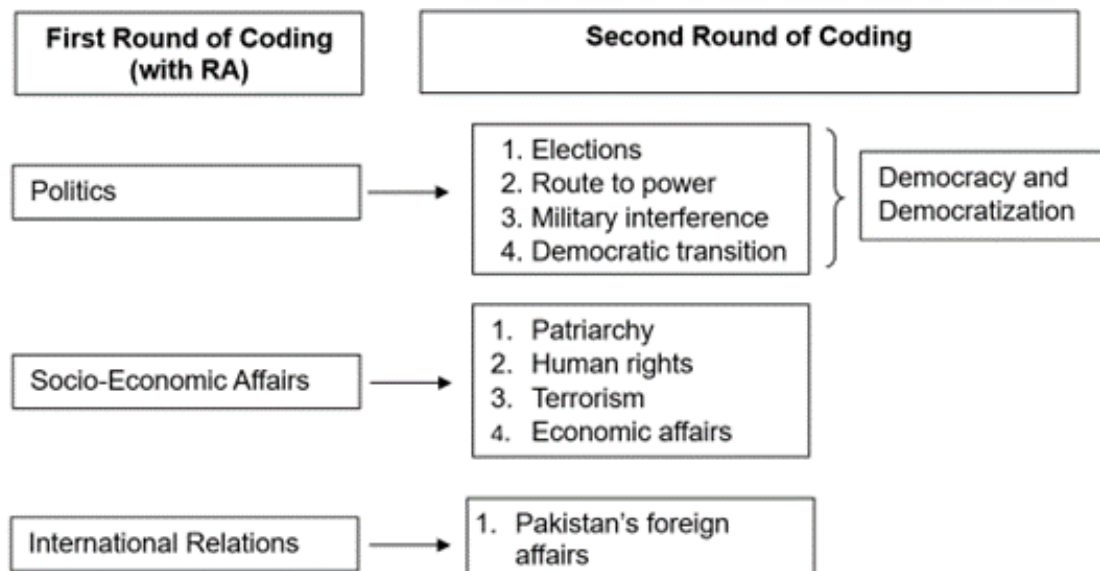 First Round of Coding
(with RA)
Second Round of Coding
Politics
1. Elections
2. Route to power
3. Military interference
4. Democratic transition
Democracy and
Democratization
Socio-Economic Affairs
1. Patriarchy
2. Human rights
3. Terrorism
4. Economic affairs
International Relations
1. Pakistan's foreign
affairs